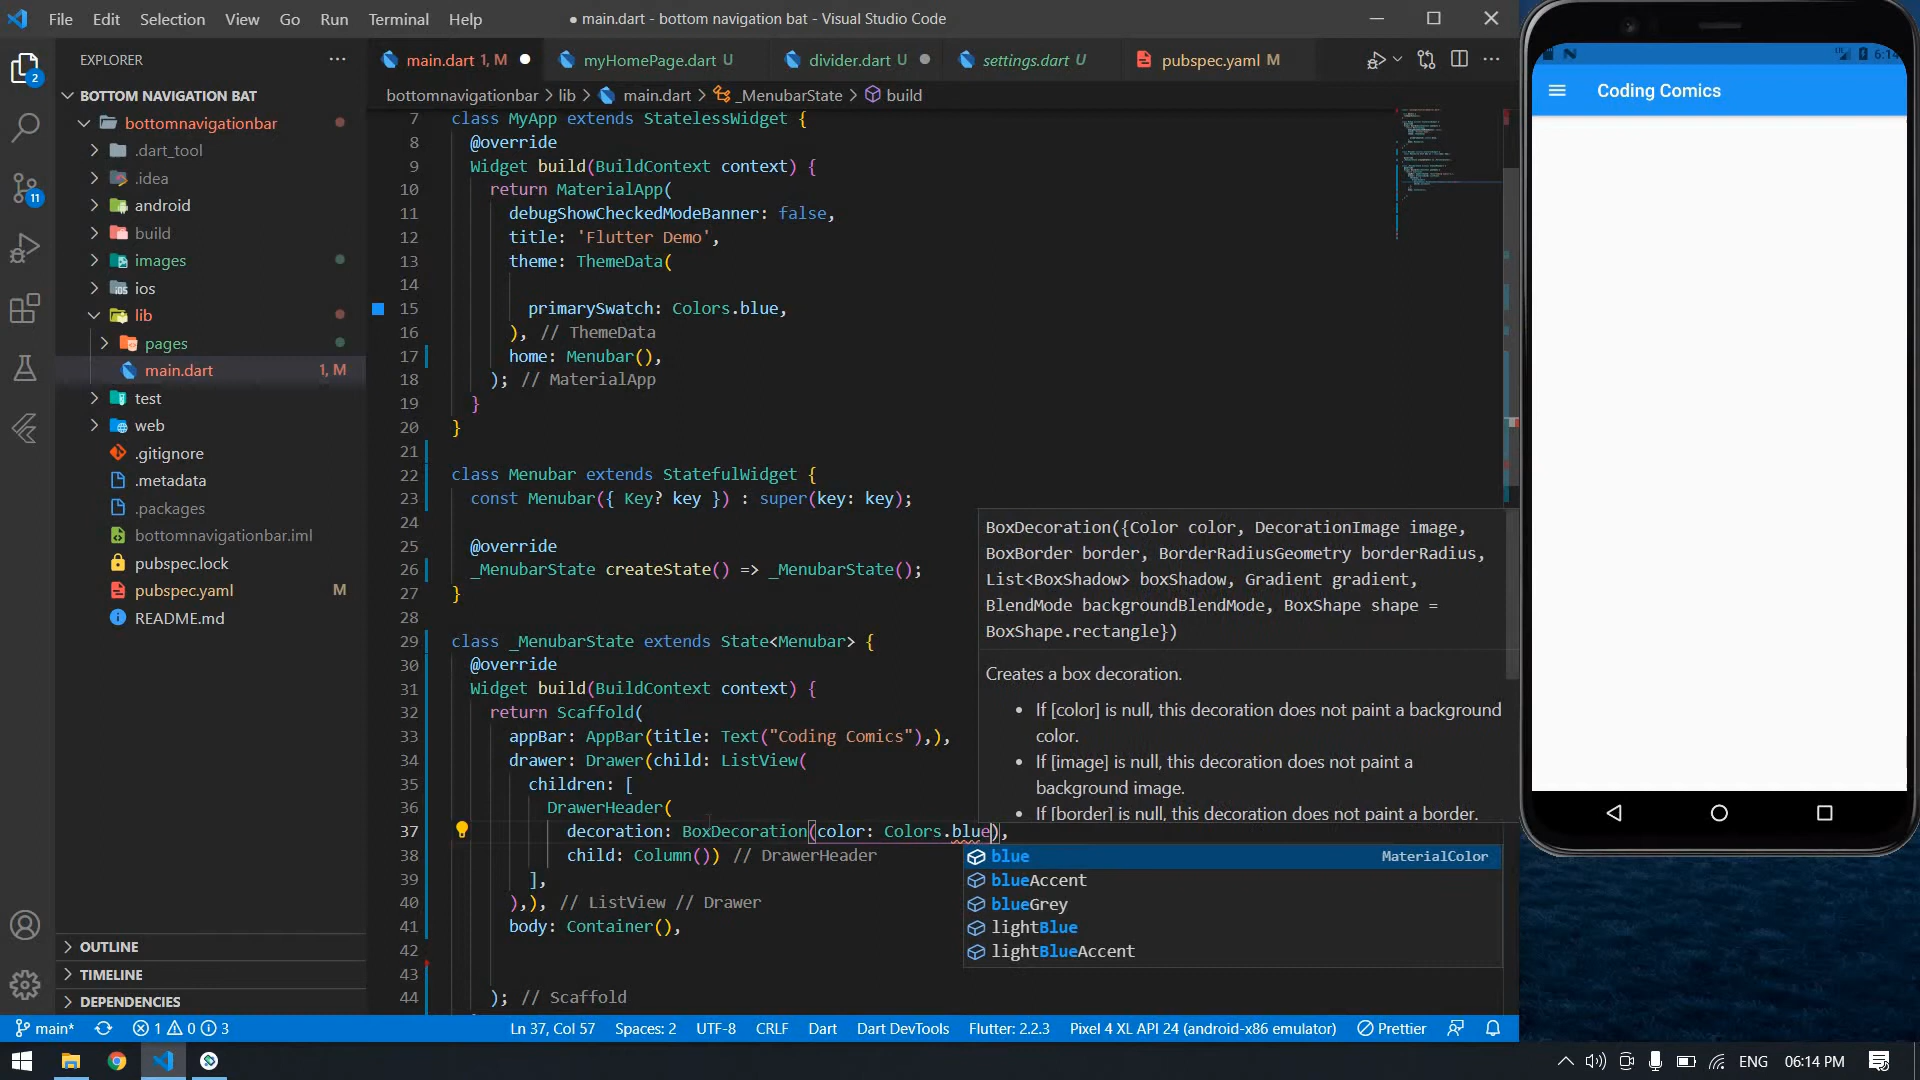 File Edit Selection View Go Run Terminal Help
● main.dart - bottom navigation bat - Visual Studio Code
EXPLORER
main.dart 1, M
myHomePage.dart U
divider.dart U
settings.dart U
pubspec.yaml M
BOTTOM NAVIGATION BAT
bottomnavigationbar > lib > main.dart > _MenubarState > build
bottomnavigationbar
.dart_tool
.idea
android
build
images
ios
lib
pages
main.dart 1, M
test
web
.gitignore
.metadata
.packages
bottomnavigationbar.iml
pubspec.lock
pubspec.yaml M
README.md
OUTLINE
TIMELINE
DEPENDENCIES
2
11
7 class MyApp extends StatelessWidget {
8 @override
9 Widget build(BuildContext context) {
10 return MaterialApp(
11 debugShowCheckedModeBanner: false,
12 title: 'Flutter Demo',
13 theme: ThemeData(
14
15 primarySwatch: Colors.blue,
16 ), // ThemeData
17 home: Menubar(),
18 ); // MaterialApp
19 }
20 }
21
22 class Menubar extends StatefulWidget {
23 const Menubar({ Key? key }) : super(key: key);
24
25 @override
26 _MenubarState createState() => _MenubarState();
27 }
28
29 class _MenubarState extends State<Menubar> {
30 @override
31 Widget build(BuildContext context) {
32 return Scaffold(
33 appBar: AppBar(title: Text("Coding Comics"),),
34 drawer: Drawer(child: ListView(
35 children: [
36 DrawerHeader(
37 decoration: BoxDecoration(color: Colors.blue),
38 child: Column()) // DrawerHeader
39 ],
40 ),), // ListView // Drawer
41 body: Container(),
42
43
44 ); // Scaffold
BoxDecoration({Color color, DecorationImage image,
BoxBorder border, BorderRadiusGeometry borderRadius,
List<BoxShadow> boxShadow, Gradient gradient,
BlendMode backgroundBlendMode, BoxShape shape =
BoxShape.rectangle})
Creates a box decoration.
• If [color] is null, this decoration does not paint a background
color.
• If [image] is null, this decoration does not paint a
background image.
• If [border] is null, this decoration does not paint a border.
blue MaterialColor
blueAccent
blueGrey
lightBlue
lightBlueAccent
6:14
Coding Comics
main* 1 0 3
Ln 37, Col 57 Spaces: 2 UTF-8 CRLF Dart Dart DevTools Flutter: 2.2.3 Pixel 4 XL API 24 (android-x86 emulator) Prettier
ENG 06:14 PM